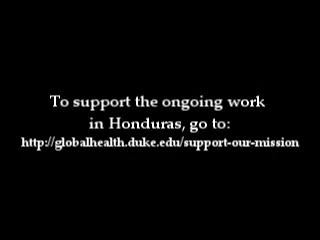 To support the ongoing work
in Honduras, go to:
http://globalhealth.duke.edu/support-our-mission